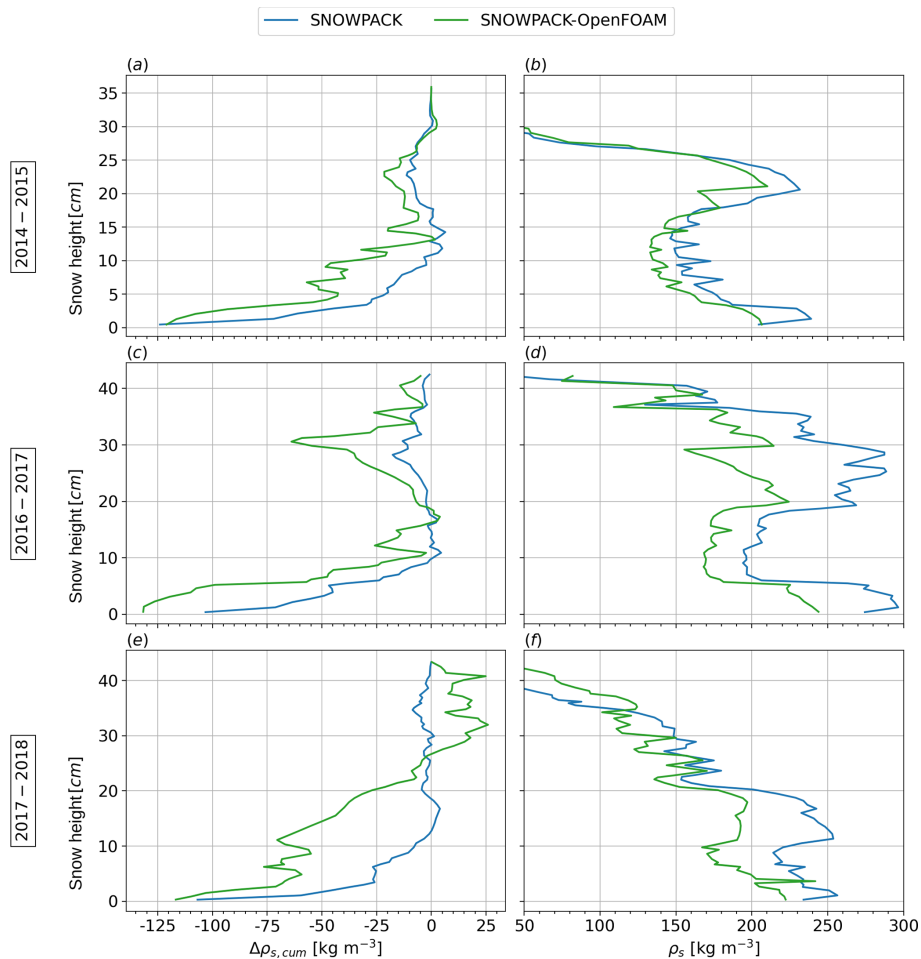 SNOWPACK SNOWPACK-OpenFOAM
(a) (b)
35
30
25
20
15
10
5
0
Snow height [cm]
2014 − 2015
(c) (d)
40
30
20
10
0
Snow height [cm]
2016 − 2017
(e) (f)
40
30
20
10
0
Snow height [cm]
2017 − 2018
-125 -100 -75 -50 -25 0 25 50 100 150 200 250 300
Δρs,cum [kg m−3] ρs [kg m−3]